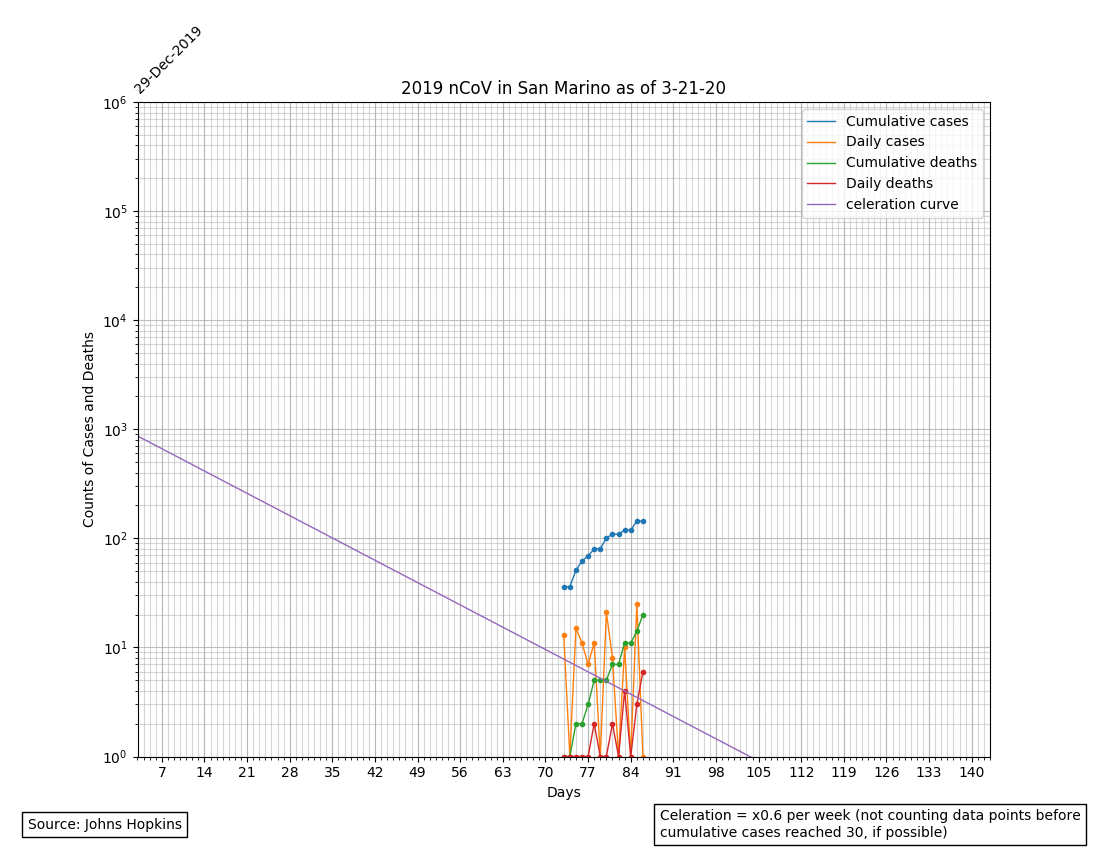 29-Dec-2019
2019 nCoV in San Marino as of 3-21-20
10^6
10^5
10^4
10^3
10^2
10^1
10^0
Counts of Cases and Deaths
Cumulative cases
Daily cases
Cumulative deaths
Daily deaths
celeration curve
7 14 21 28 35 42 49 56 63 70 77 84 91 98 105 112 119 126 133 140
Days
Source: Johns Hopkins
Celeration = x0.6 per week (not counting data points before
cumulative cases reached 30, if possible)